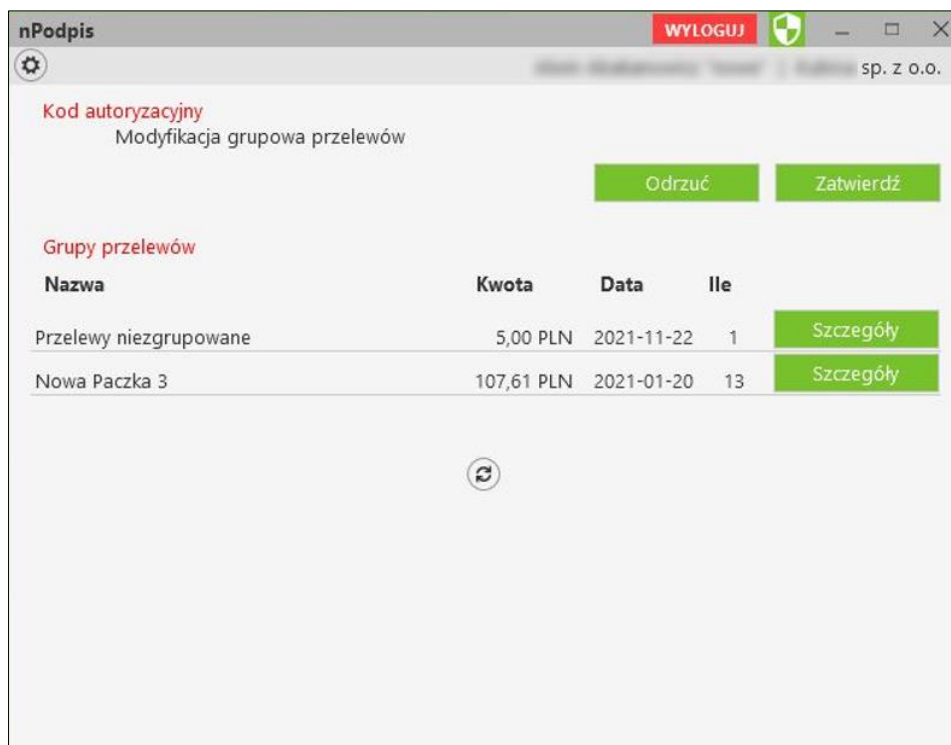 nPodpis WYLOGUJ
sp. z o.o.
Kod autoryzacyjny
Modyfikacja grupowa przelewów
Odrzuć Zatwierdź
Grupy przelewów
Nazwa Kwota Data Ile
Przelewy niezgrupowane 5,00 PLN 2021-11-22 1 Szczegóły
Nowa Paczka 3 107,61 PLN 2021-01-20 13 Szczegóły